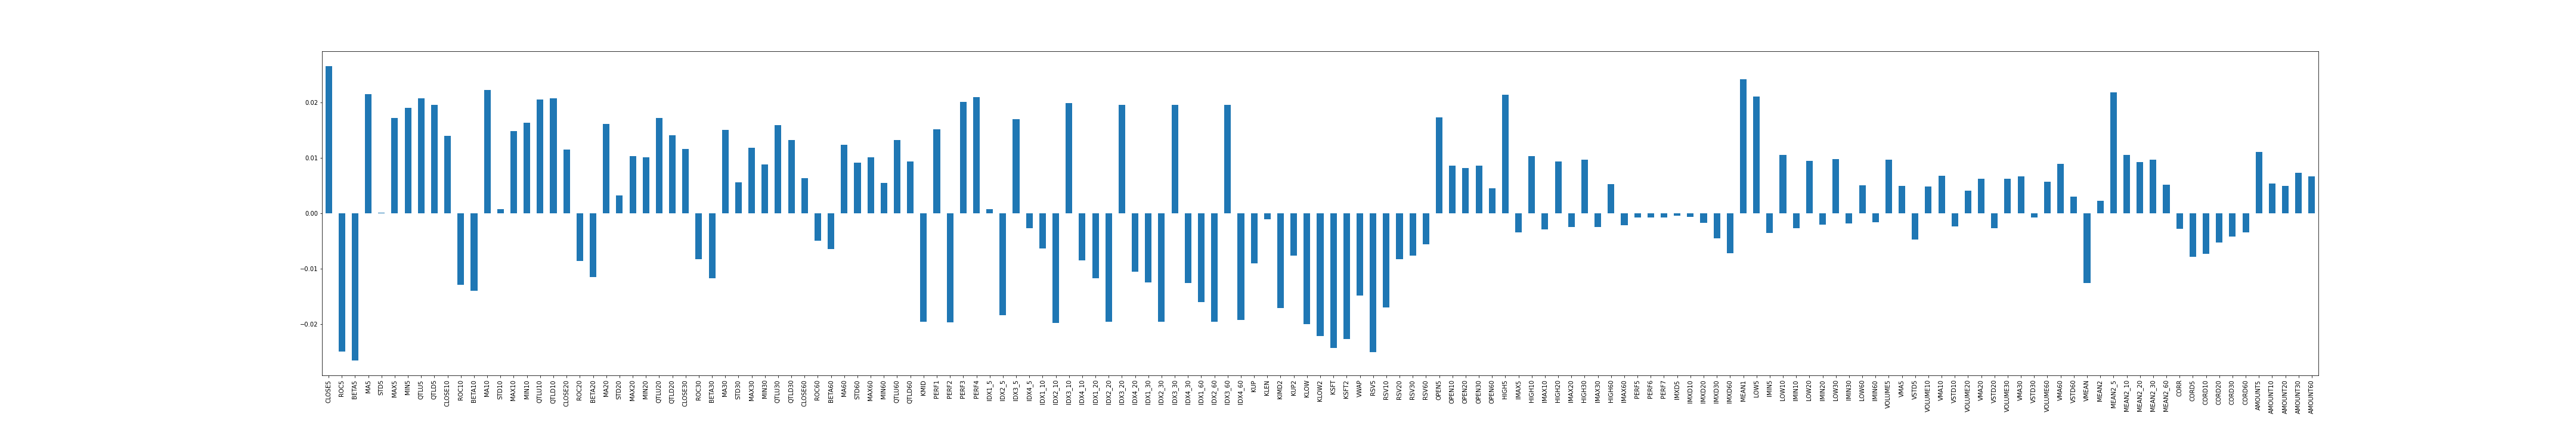 0.02
0.01
0.00
−0.01
−0.02
CLOSE5
ROC5
BETA5
MA5
STD5
MAX5
MIN5
QTLU5
QTLD5
CLOSE10
ROC10
BETA10
MA10
STD10
MAX10
MIN10
QTLU10
QTLD10
CLOSE20
ROC20
BETA20
MA20
STD20
MAX20
MIN20
QTLU20
QTLD20
CLOSE30
ROC30
BETA30
MA30
STD30
MAX30
MIN30
QTLU30
QTLD30
CLOSE60
ROC60
BETA60
MA60
STD60
MAX60
MIN60
QTLU60
QTLD60
KMID
PERF1
PERF2
PERF3
PERF4
IDX1_5
IDX2_5
IDX3_5
IDX4_5
IDX1_10
IDX2_10
IDX3_10
IDX4_10
IDX1_20
IDX2_20
IDX3_20
IDX4_20
IDX1_30
IDX2_30
IDX3_30
IDX4_30
IDX1_60
IDX2_60
IDX3_60
IDX4_60
KUP
KLEN
KIMD2
KUP2
KLOW
KLOW2
KSFT
KSFT2
VWAP
RSV5
RSV10
RSV20
RSV30
RSV60
OPEN5
OPEN10
OPEN20
OPEN30
OPEN60
HIGH5
IMAX5
HIGH10
IMAX10
HIGH20
IMAX20
HIGH30
IMAX30
HIGH60
IMAX60
PERF5
PERF6
PERF7
IMXD5
IMXD10
IMXD20
IMXD30
IMXD60
MEAN1
LOW5
IMIN5
LOW10
IMIN10
LOW20
IMIN20
LOW30
IMIN30
LOW60
IMIN60
VOLUME5
VMA5
VSTD5
VOLUME10
VMA10
VSTD10
VOLUME20
VMA20
VSTD20
VOLUME30
VMA30
VSTD30
VOLUME60
VMA60
VSTD60
VMEAN
MEAN2
MEAN2_5
MEAN2_10
MEAN2_20
MEAN2_30
MEAN2_60
CORR
CORD5
CORD10
CORD20
CORD30
CORD60
AMOUNT5
AMOUNT10
AMOUNT20
AMOUNT30
AMOUNT60